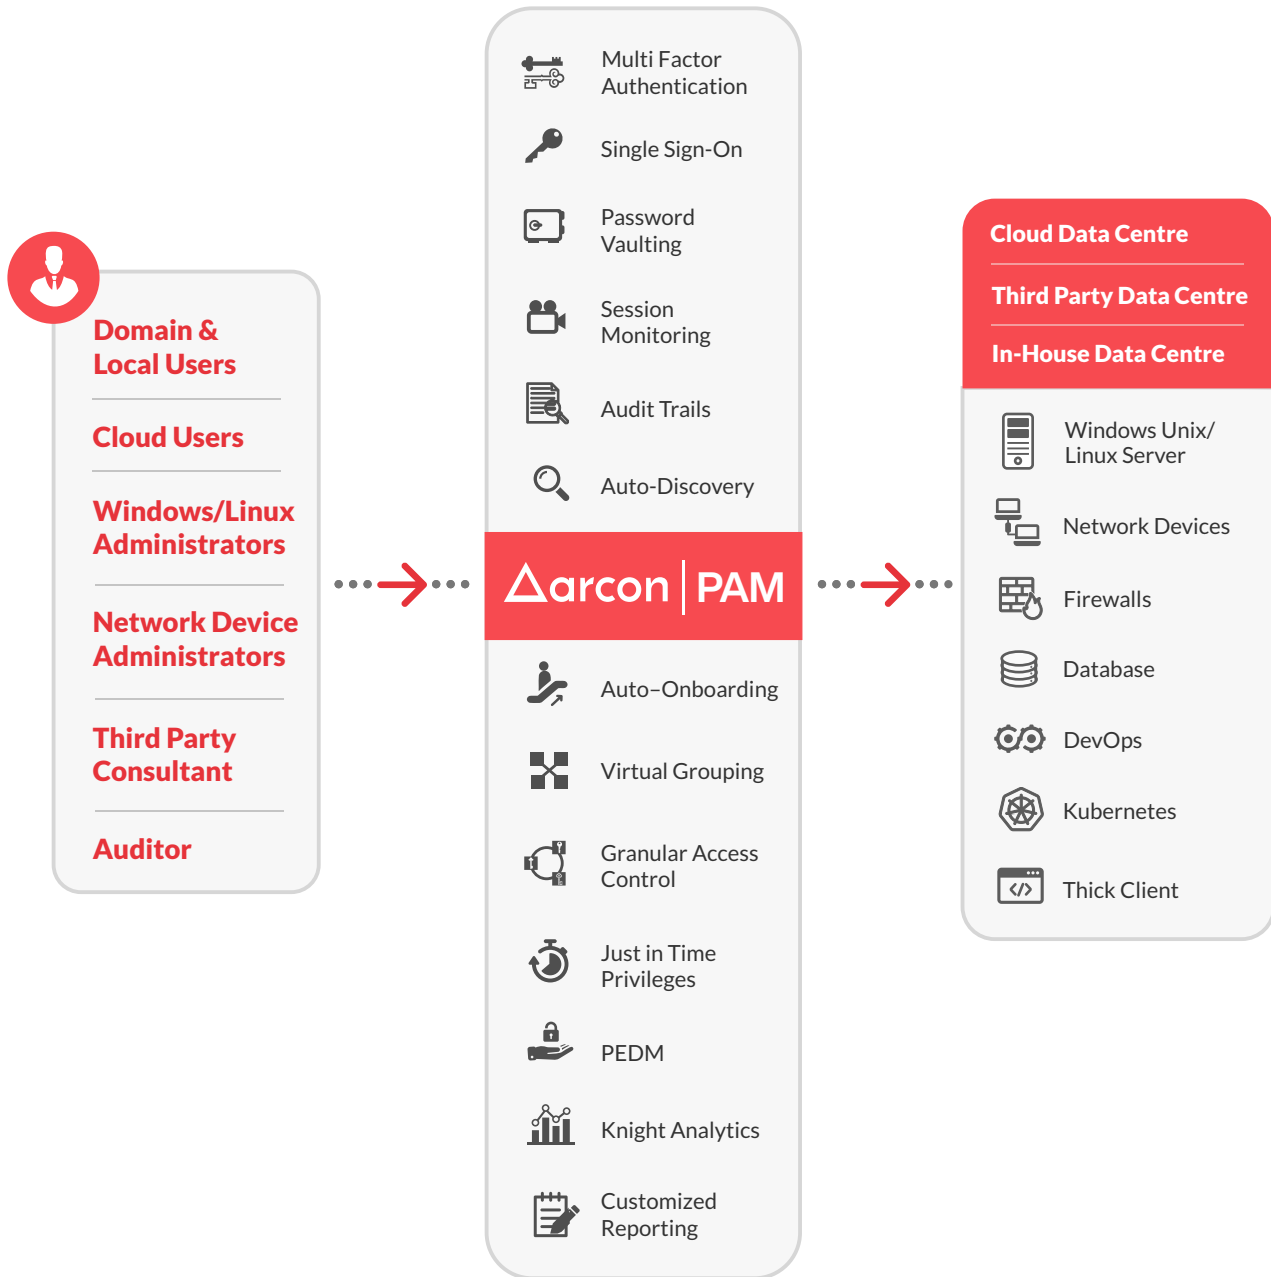 Domain &
Local Users
Cloud Users
Windows/Linux
Administrators
Network Device
Administrators
Third Party
Consultant
Auditor
Multi Factor
Authentication
Single Sign-On
Password
Vaulting
Session
Monitoring
Audit Trails
Auto-Discovery
arcon | PAM
Auto–Onboarding
Virtual Grouping
Granular Access
Control
Just in Time
Privileges
PEDM
Knight Analytics
Customized
Reporting
Cloud Data Centre
Third Party Data Centre
In-House Data Centre
Windows Unix/
Linux Server
Network Devices
Firewalls
Database
DevOps
Kubernetes
</>
Thick Client